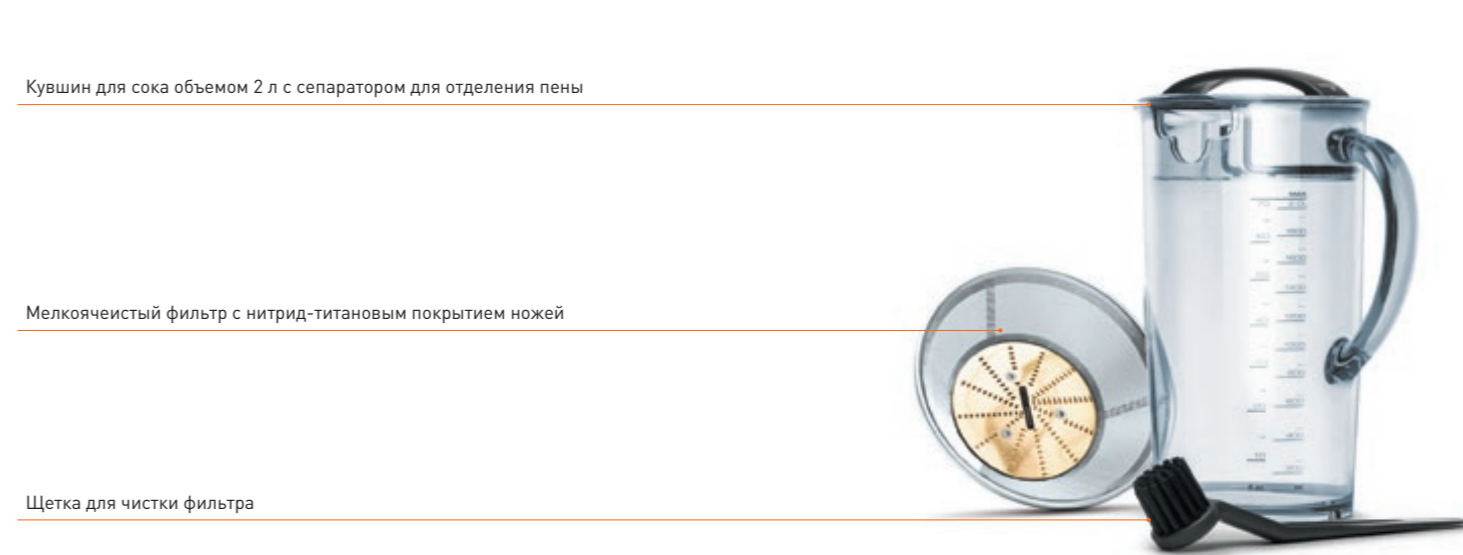 Кувшин для сока объемом 2 л с сепаратором для отделения пены
Мелкоячеистый фильтр с нитрид-титановым покрытием ножей
Щетка для чистки фильтра